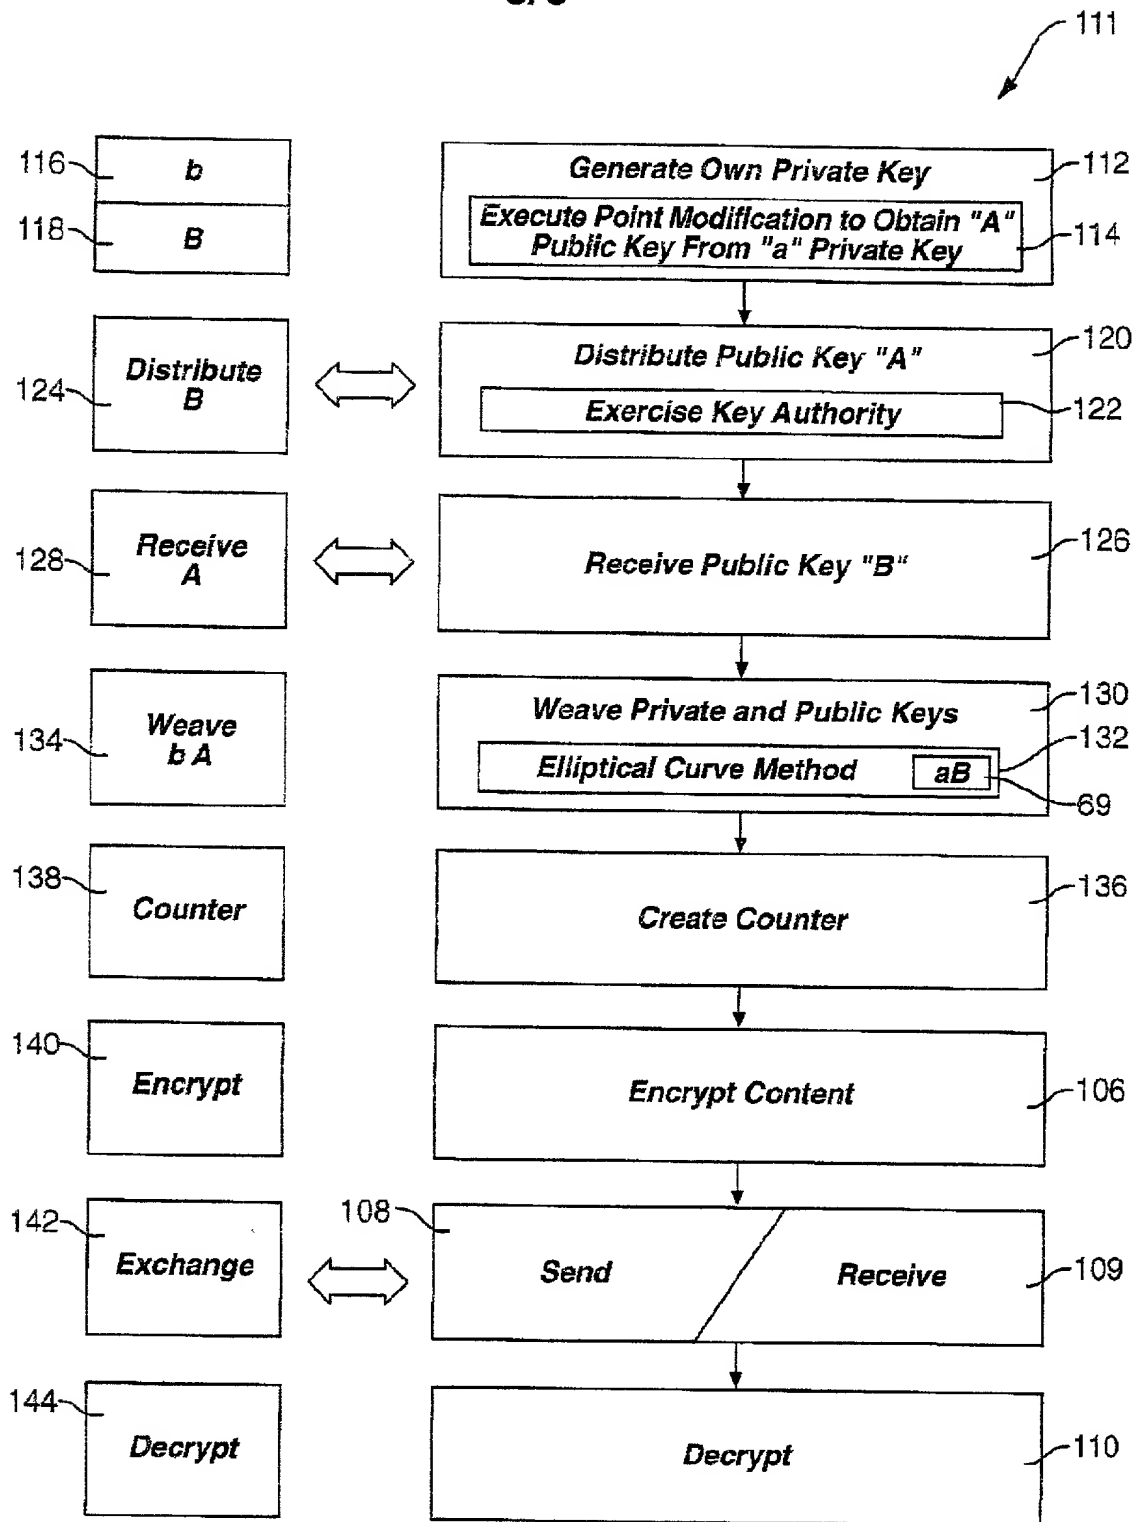 111
116
b
118
B
Generate Own Private Key
112
Execute Point Modification to Obtain "A"
Public Key From "a" Private Key
114
124
Distribute
B
Distribute Public Key "A"
120
Exercise Key Authority
122
128
Receive
A
Receive Public Key "B"
126
134
Weave
b A
Weave Private and Public Keys
130
Elliptical Curve Method
aB
132
69
138
Counter
Create Counter
136
140
Encrypt
Encrypt Content
106
142
Exchange
108
Send
Receive
109
144
Decrypt
Decrypt
110